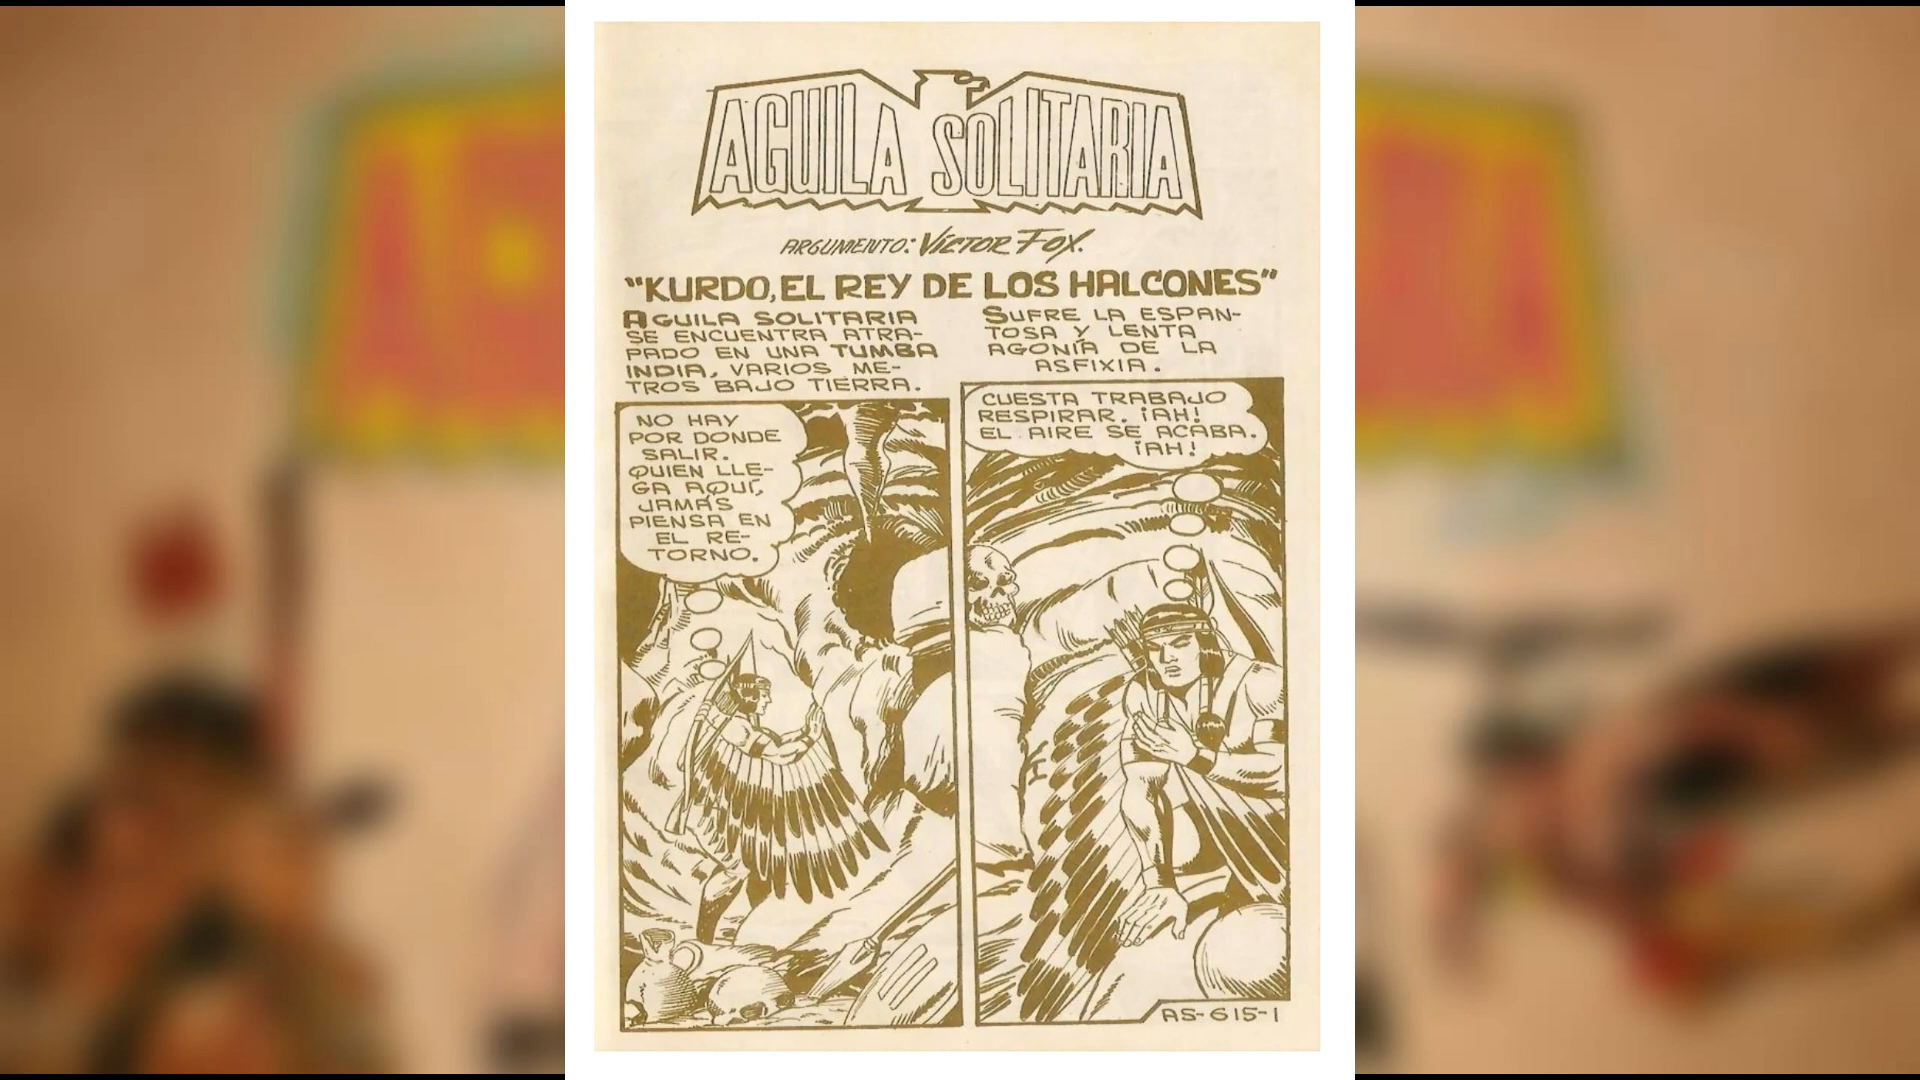 AGUILA SOLITARIA
ARGUMENTO: VÍCTOR FOX.
"KURDO, EL REY DE LOS HALCONES"
AGUILA SOLITARIA
SE ENCUENTRA ATRA-
PADO EN UNA TUMBA
INDIA, VARIOS ME-
TROS BAJO TIERRA.
SUFRE LA ESPAN-
TOSA Y LENTA
AGONÍA DE LA
ASFIXIA.
NO HAY
POR DONDE
SALIR.
QUIEN LLE-
GA AQUÍ,
JAMÁS
PIENSA EN
EL RE-
TORNO.
CUESTA TRABAJO
RESPIRAR. ¡AH!
EL AIRE SE ACABA.
¡AH!
AS-615-1